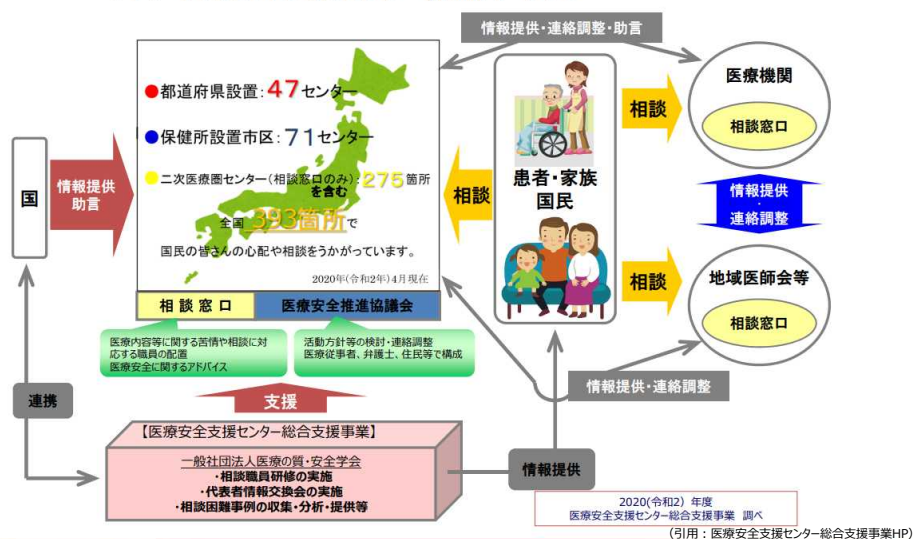 情報提供・連絡調整・助言
●都道府県設置：47センター
●保健所設置市区：71センター
●二次医療圏センター(相談窓口のみ)：275箇所
を含む
全国 393箇所で
国民の皆さんの心配や相談をうかがっています。
2020年(令和2年)4月現在
国
情報提供
助言
相談
患者・家族
国民
相談
医療機関
相談窓口
情報提供
・
連絡調整
相談
地域医師会等
相談窓口
相談窓口
医療安全推進協議会
医療内容等に関する苦情や相談に対
応する職員の配置
医療安全に関するアドバイス
活動方針等の検討・連絡調整
医療従事者、弁護士、住民等で構成
情報提供・連絡調整
連携
支援
【医療安全支援センター総合支援事業】
一般社団法人医療の質・安全学会
・相談職員研修の実施
・代表者情報交換会の実施
・相談困難事例の収集・分析・提供等
情報提供
2020(令和2）年度
医療安全支援センター総合支援事業 調べ
(引用：医療安全支援センター総合支援事業HP)